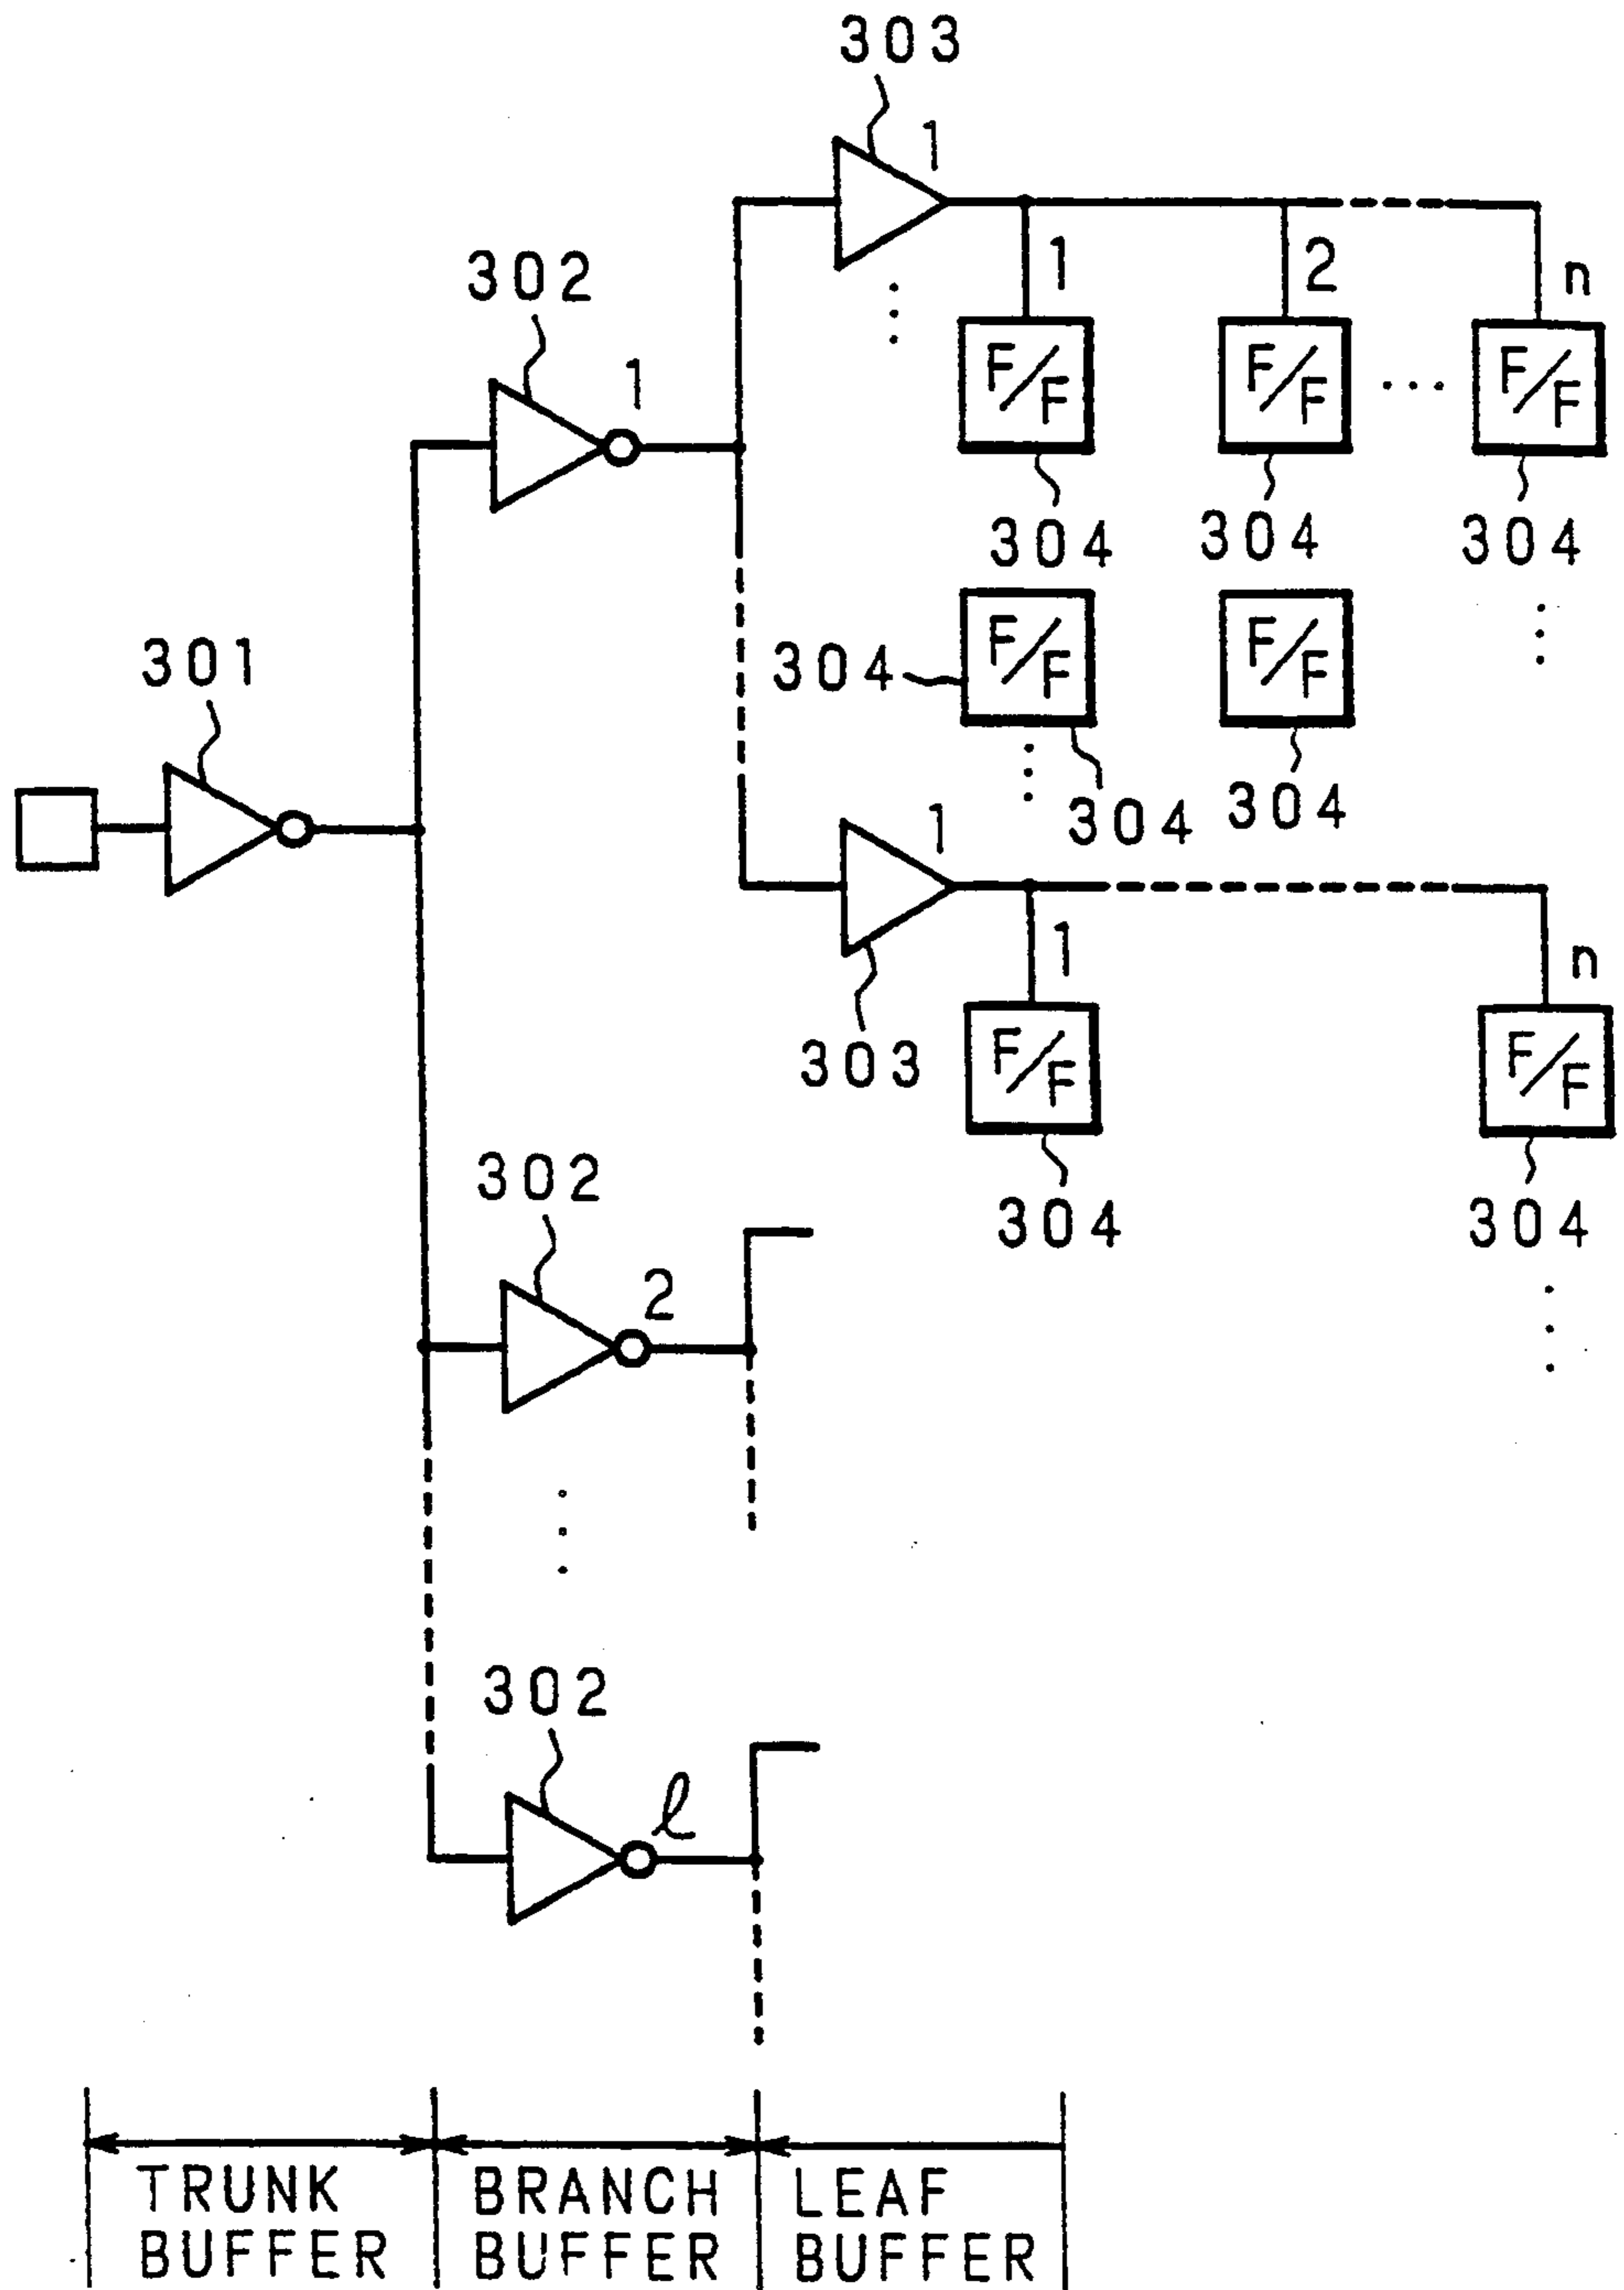 303
1
302
1
1
2
n
F/F
F/F
...
F/F
304
304
304
301
304
F/F
F/F
304
304
1
1
n
303
F/F
F/F
302
304
304
2
302
ℓ
TRUNK BUFFER
BRANCH BUFFER
LEAF BUFFER